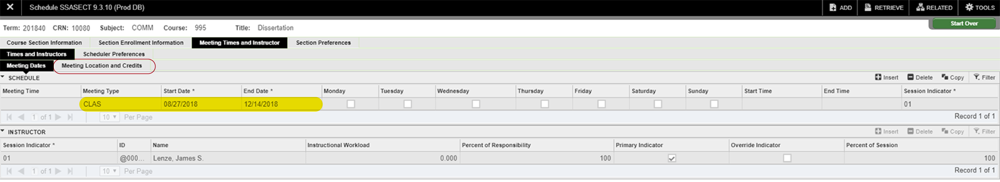 Schedule SSASECT 9.3.10 (Prod DB) ADD RETRIEVE RELATED TOOLS
Term: 201840 CRN: 10080 Subject: COMM Course: 995 Title: Dissertation Start Over
Course Section Information Section Enrollment Information Meeting Times and Instructor Section Preferences
Times and Instructors Scheduler Preferences
Meeting Dates Meeting Location and Credits
SCHEDULE Insert Delete Copy Filter
Meeting Time Meeting Type Start Date * End Date * Monday Tuesday Wednesday Thursday Friday Saturday Sunday Start Time End Time Session Indicator *
CLAS 08/27/2018 12/14/2018 01
1 of 1 10 Per Page Record 1 of 1
INSTRUCTOR Insert Delete Copy Filter
Session Indicator * ID Name Instructional Workload Percent of Responsibility Primary Indicator Override Indicator Percent of Session
01 @000... Lenze, James S. 0.000 100 100
1 of 1 10 Per Page Record 1 of 1